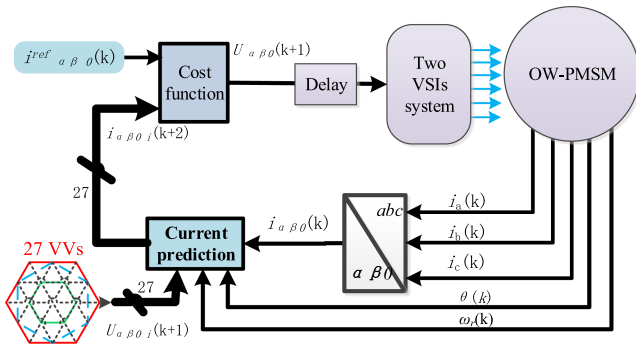 i^ref αβ0(k)
Cost
function
U αβ0(k+1)
Delay
Two
VSIs
system
OW-PMSM
i αβ0 i(k+2)
27
27 VVs
27
U αβ0 i(k+1)
Current
prediction
i αβ0(k)
abc
αβ0
i_a(k)
i_b(k)
i_c(k)
θ(k)
ω_r(k)